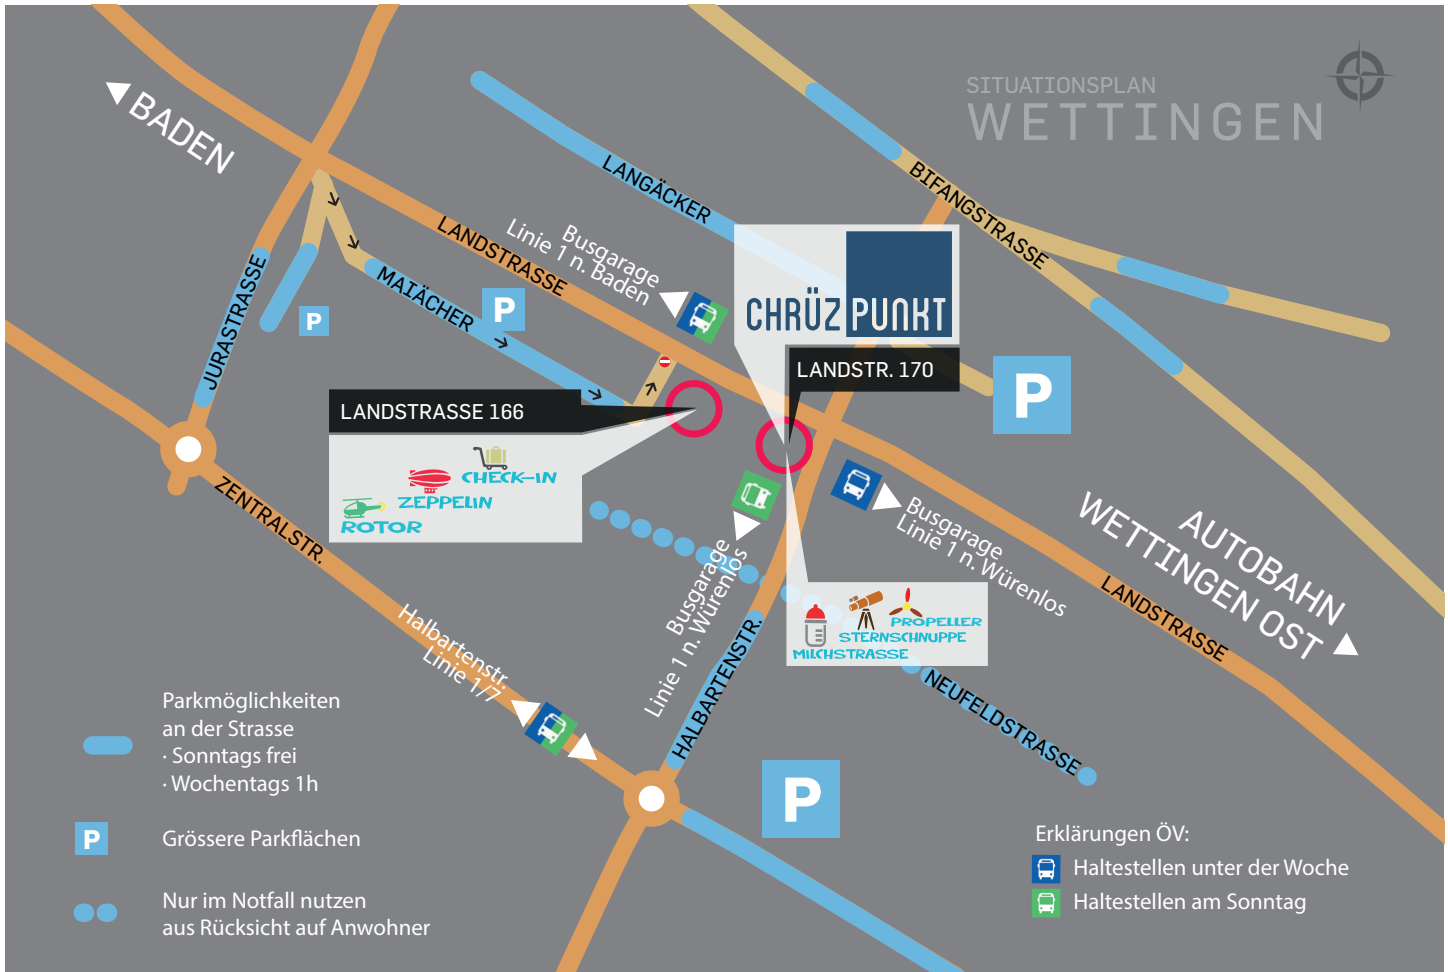 SITUATIONSPLAN
WETTINGEN
BADEN
LANGÄCKER
BIFANGSTRASSE
LANDSTRASSE
Busgarage
Linie 1 n. Baden
JURASTRASSE
MAIÄCHER
P
P
CHRÜZ PUNKT
LANDSTR. 170
P
LANDSTRASSE 166
CHECK-IN
ZEPPELIN
ROTOR
ZENTRALSTR.
Busgarage
Linie 1 n. Würenlos
Busgarage
Linie 1 n. Würenlos
AUTOBAHN
WETTINGEN OST
LANDSTRASSE
PROPELLER
STERNSCHNUPPE
MILCHSTRASSE
Halbartenstr.
Linie 1/7
HALBARTENSTR.
NEUFELDSTRASSE
P
Parkmöglichkeiten
an der Strasse
· Sonntags frei
· Wochentags 1h
P
Grössere Parkflächen
Nur im Notfall nutzen
aus Rücksicht auf Anwohner
Erklärungen ÖV:
Haltestellen unter der Woche
Haltestellen am Sonntag